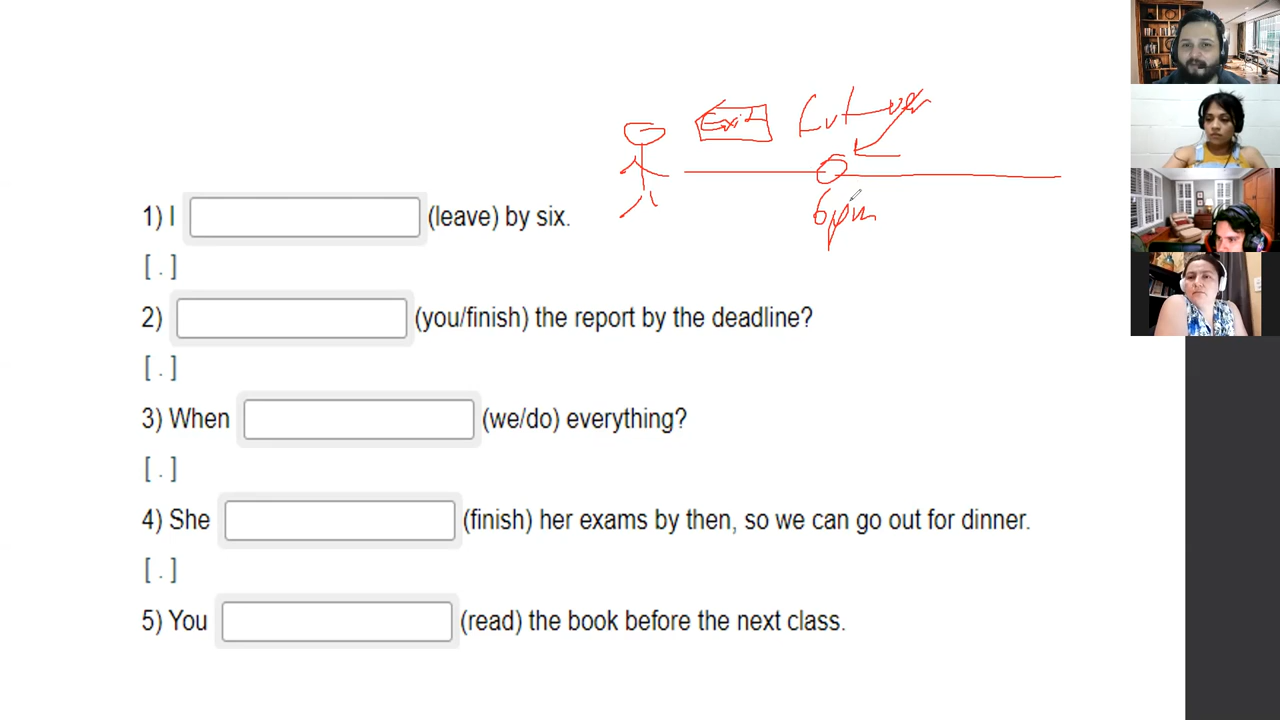 Exit Future
6pm
1) I (leave) by six.
[ . ]
2) (you/finish) the report by the deadline?
[ . ]
3) When (we/do) everything?
[ . ]
4) She (finish) her exams by then, so we can go out for dinner.
[ . ]
5) You (read) the book before the next class.